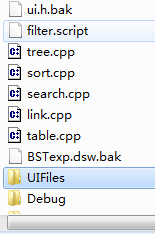 ui.h.bak
filter.script
tree.cpp
sort.cpp
search.cpp
link.cpp
table.cpp
BSTexp.dsw.bak
UIFiles
Debug